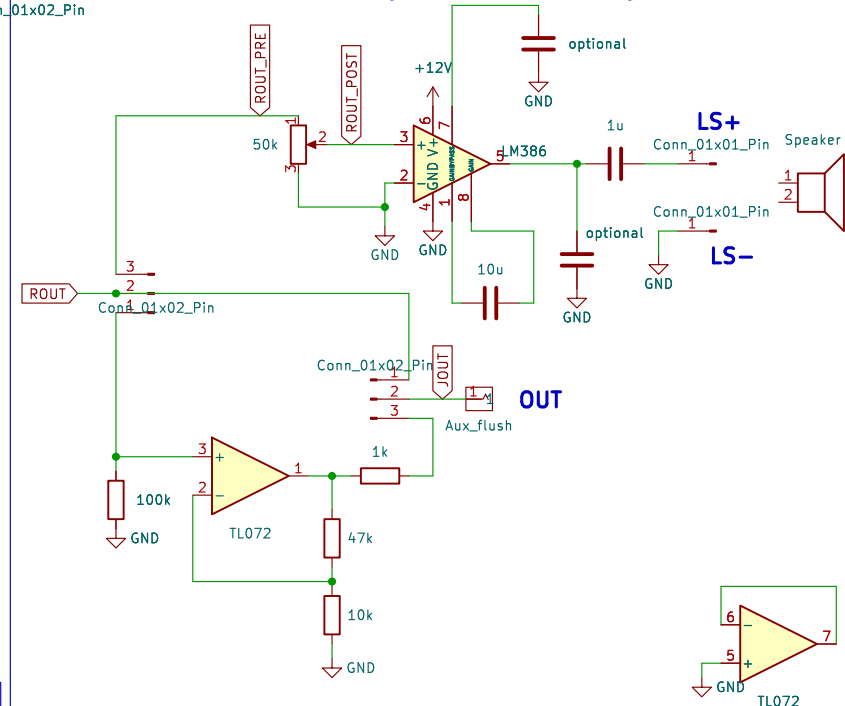 Conn_01x02_Pin
ROUT_PRE
ROUT_POST
optional
+12V
GND
50k
1
2
3
3
+
2
−
6
7
V+
GND
BYPASS
GAIN
GAIN
LM386
5
4
1
8
1u
LS+
Conn_01x01_Pin
1
Speaker
1
2
Conn_01x01_Pin
1
LS−
GND
optional
GND
GND
GND
10u
3
2
1
ROUT
Conn_01x02_Pin
Conn_01x02_Pin
1
2
3
JOUT
1
1
OUT
Aux_flush
1k
3
+
2
−
1
100k
GND
TL072
47k
10k
GND
6
−
7
5
+
GND
TL072